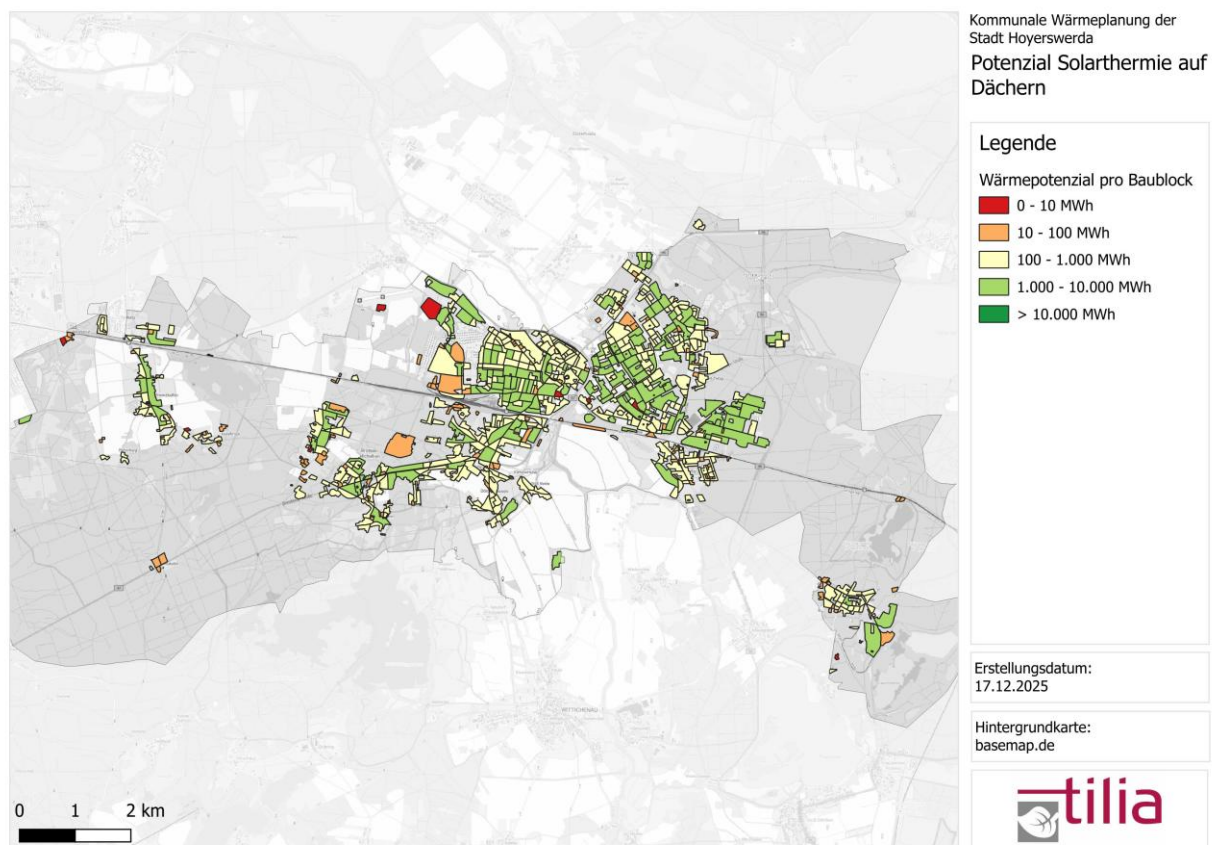 Kommunale Wärmeplanung der
Stadt Hoyerswerda
Potenzial Solarthermie auf
Dächern
Legende
Wärmepotenzial pro Baublock
0 - 10 MWh
10 - 100 MWh
100 - 1.000 MWh
1.000 - 10.000 MWh
> 10.000 MWh
Erstellungsdatum:
17.12.2025
Hintergrundkarte:
basemap.de
tilia
WITTICHENAU
0 1 2 km